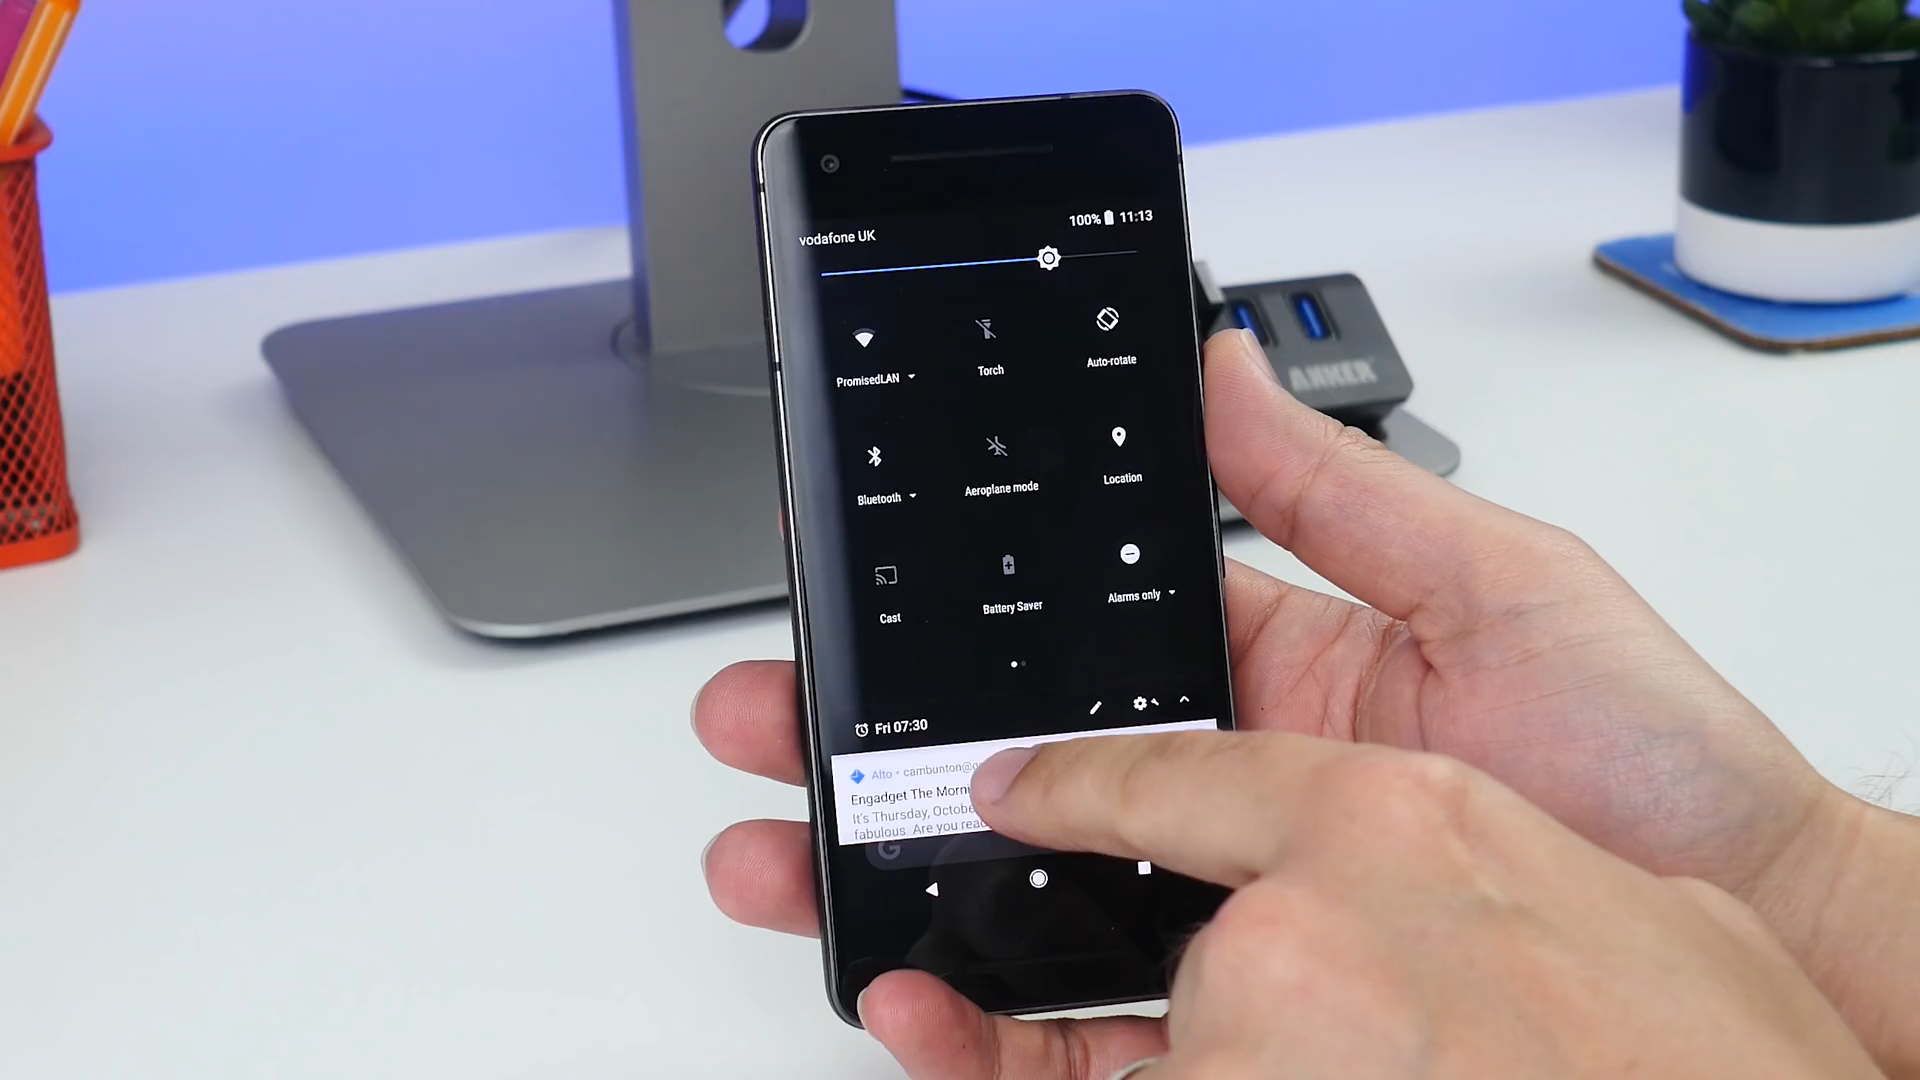 vodafone UK
100% 11:13
PromisedLAN
Torch
Auto-rotate
Bluetooth
Aeroplane mode
Location
Cast
Battery Saver
Alarms only
Fri 07:30
Alto • cambunton@
Engadget The Morn
It's Thursday, Octobe
fabulous. Are you read
G
ANKER